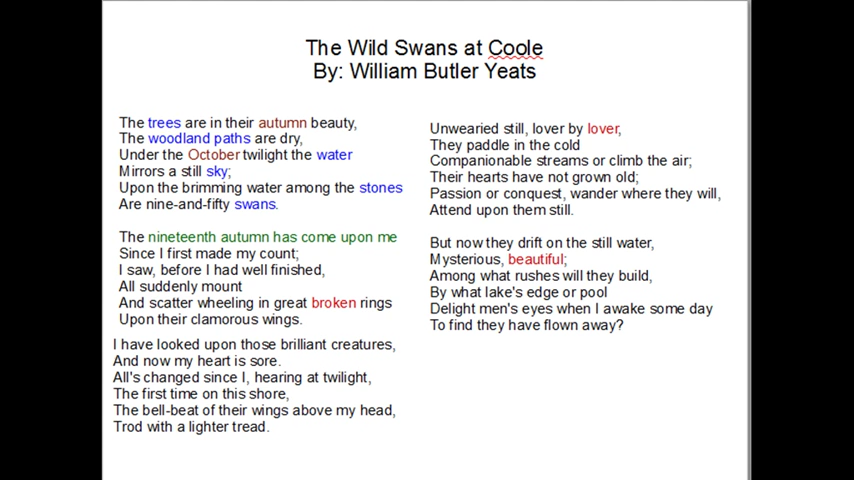 The Wild Swans at Coole
By: William Butler Yeats
The trees are in their autumn beauty,
The woodland paths are dry,
Under the October twilight the water
Mirrors a still sky;
Upon the brimming water among the stones
Are nine-and-fifty swans.
The nineteenth autumn has come upon me
Since I first made my count;
I saw, before I had well finished,
All suddenly mount
And scatter wheeling in great broken rings
Upon their clamorous wings.
I have looked upon those brilliant creatures,
And now my heart is sore.
All's changed since I, hearing at twilight,
The first time on this shore,
The bell-beat of their wings above my head,
Trod with a lighter tread.
Unwearied still, lover by lover,
They paddle in the cold
Companionable streams or climb the air;
Their hearts have not grown old;
Passion or conquest, wander where they will,
Attend upon them still.
But now they drift on the still water,
Mysterious, beautiful;
Among what rushes will they build,
By what lake's edge or pool
Delight men's eyes when I awake some day
To find they have flown away?